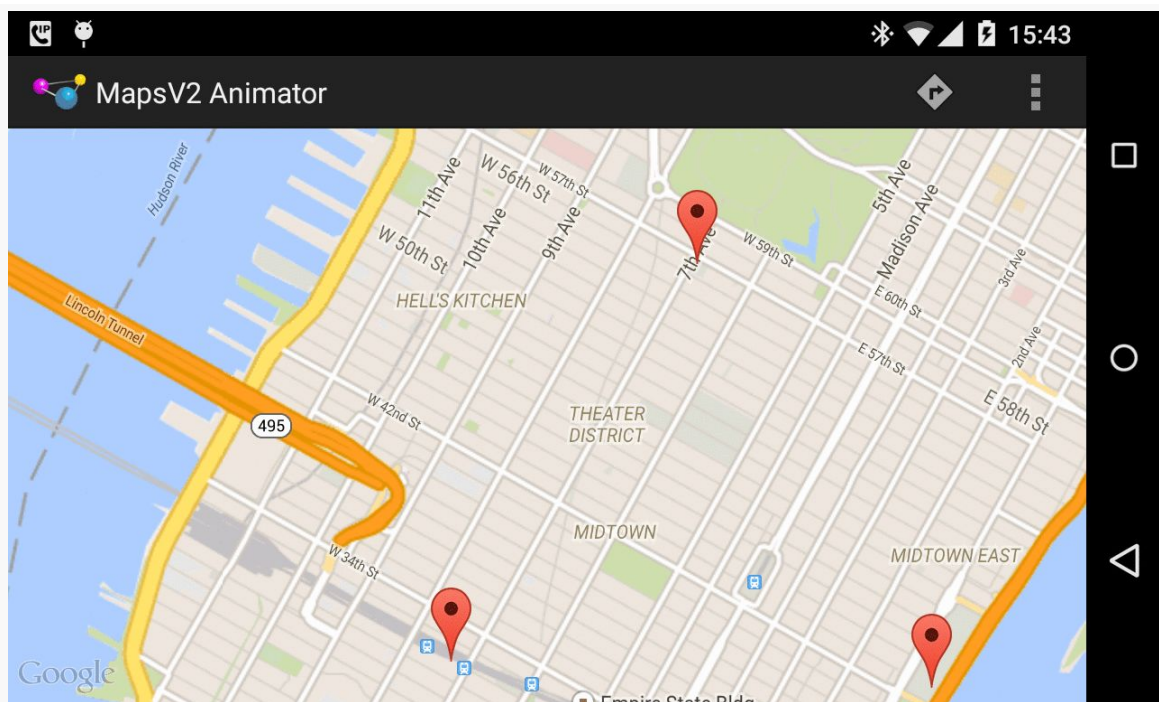 15:43
MapsV2 Animator
Hudson River
11th Ave
W 56th St
W 57th St
5th Ave
Madison Ave
W 50th St
10th Ave
9th Ave
7th Ave
W 59th St
3rd Ave
HELL'S KITCHEN
E 60th St
Lincoln Tunnel
2nd Ave
E 57th St
W 42nd St
E 58th St
THEATER
DISTRICT
495
MIDTOWN
MIDTOWN EAST
W 34th St
Google
Empire State Bldg